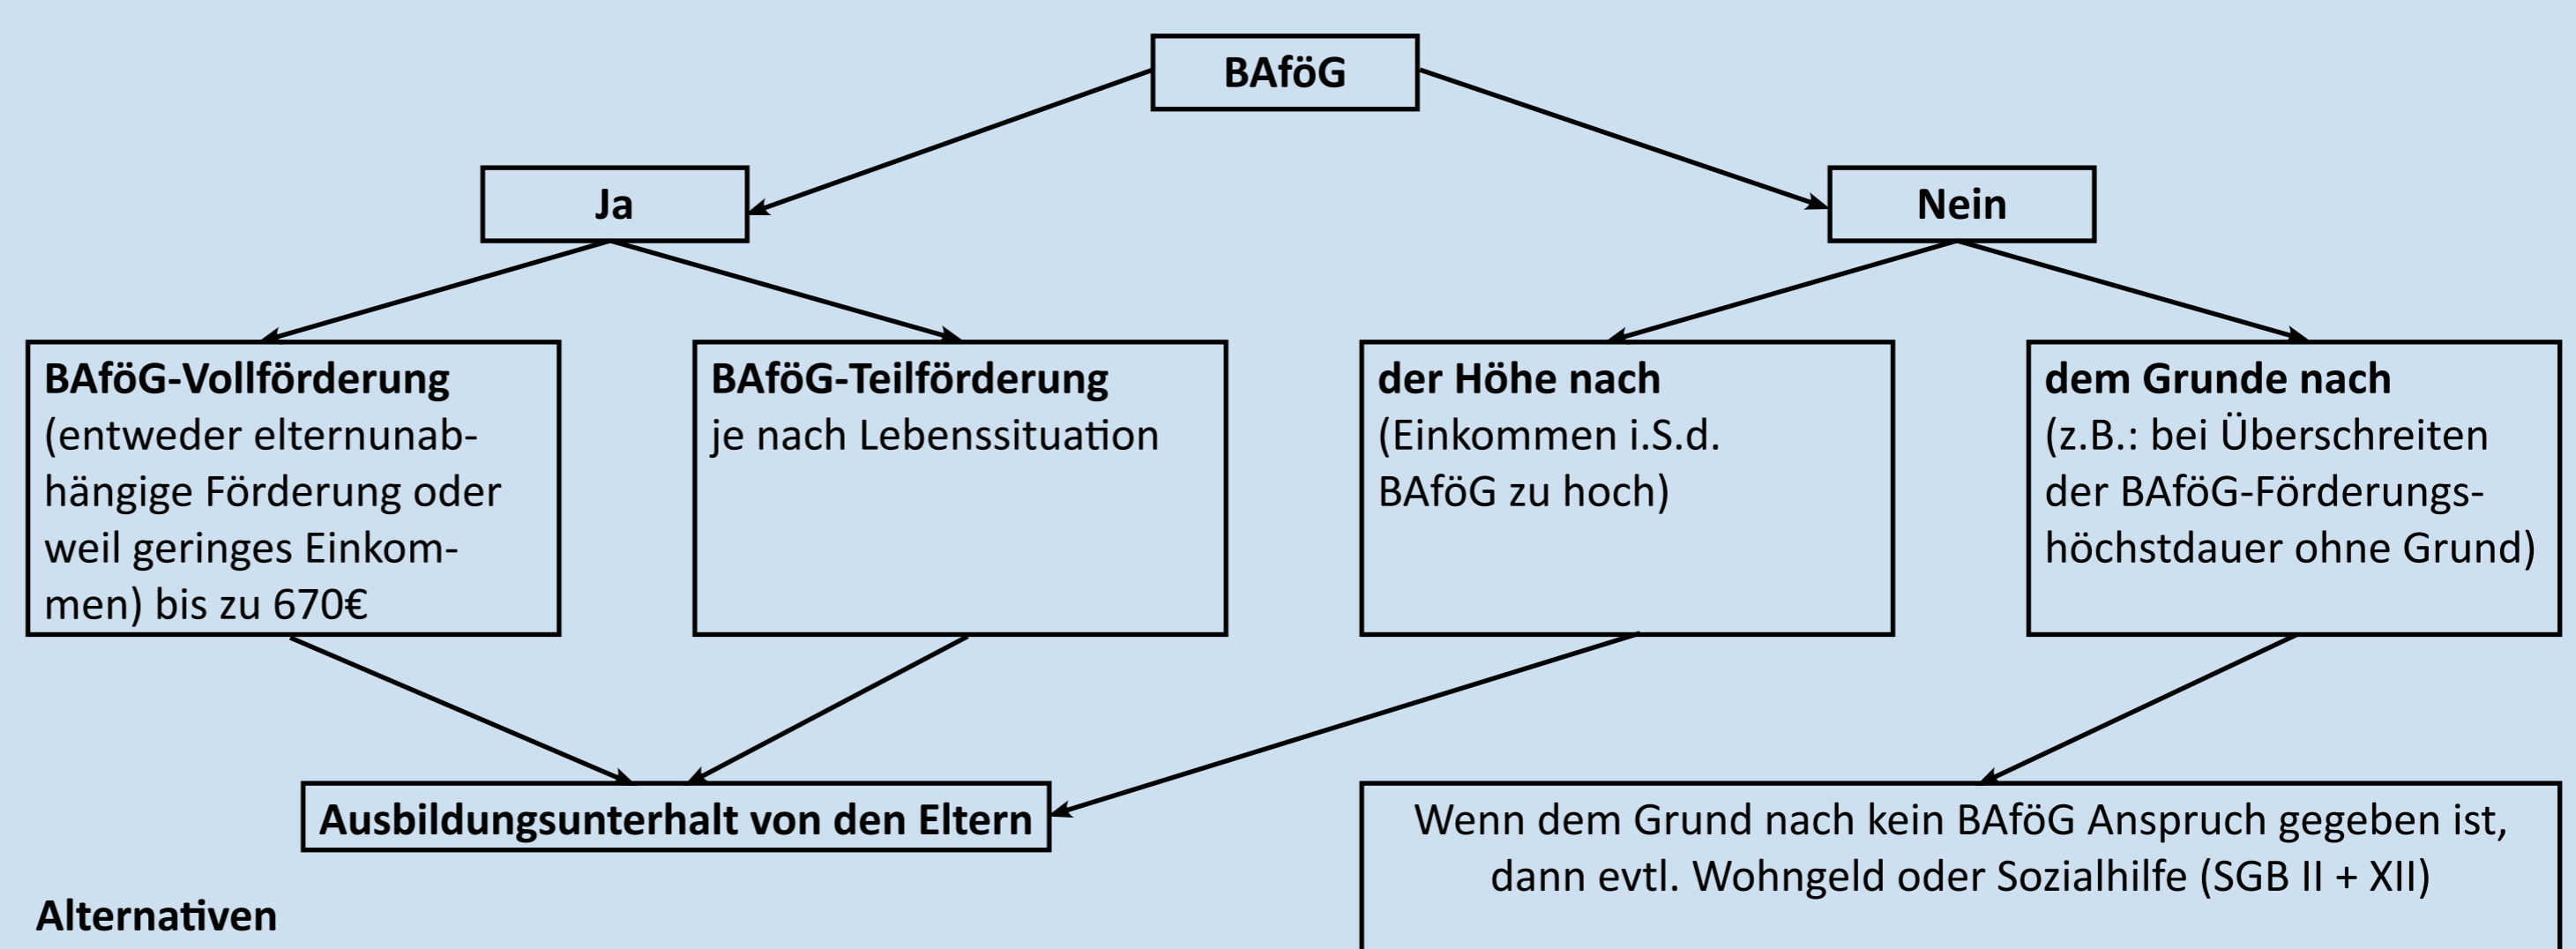 BAföG
Ja
Nein
BAföG-Vollförderung
(entweder elternunab-
hängige Förderung oder
weil geringes Einkom-
men) bis zu 670€
BAföG-Teilförderung
je nach Lebenssituation
der Höhe nach
(Einkommen i.S.d.
BAföG zu hoch)
dem Grunde nach
(z.B.: bei Überschreiten
der BAföG-Förderungs-
höchstdauer ohne Grund)
Ausbildungsunterhalt von den Eltern
Wenn dem Grund nach kein BAföG Anspruch gegeben ist,
dann evtl. Wohngeld oder Sozialhilfe (SGB II + XII)
Alternativen